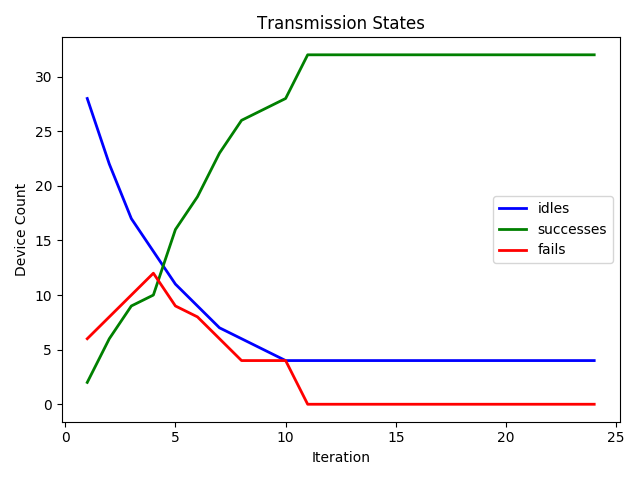 Transmission States
Device Count
30
25
20
15
10
5
0
idles
successes
fails
0 5 10 15 20 25
Iteration